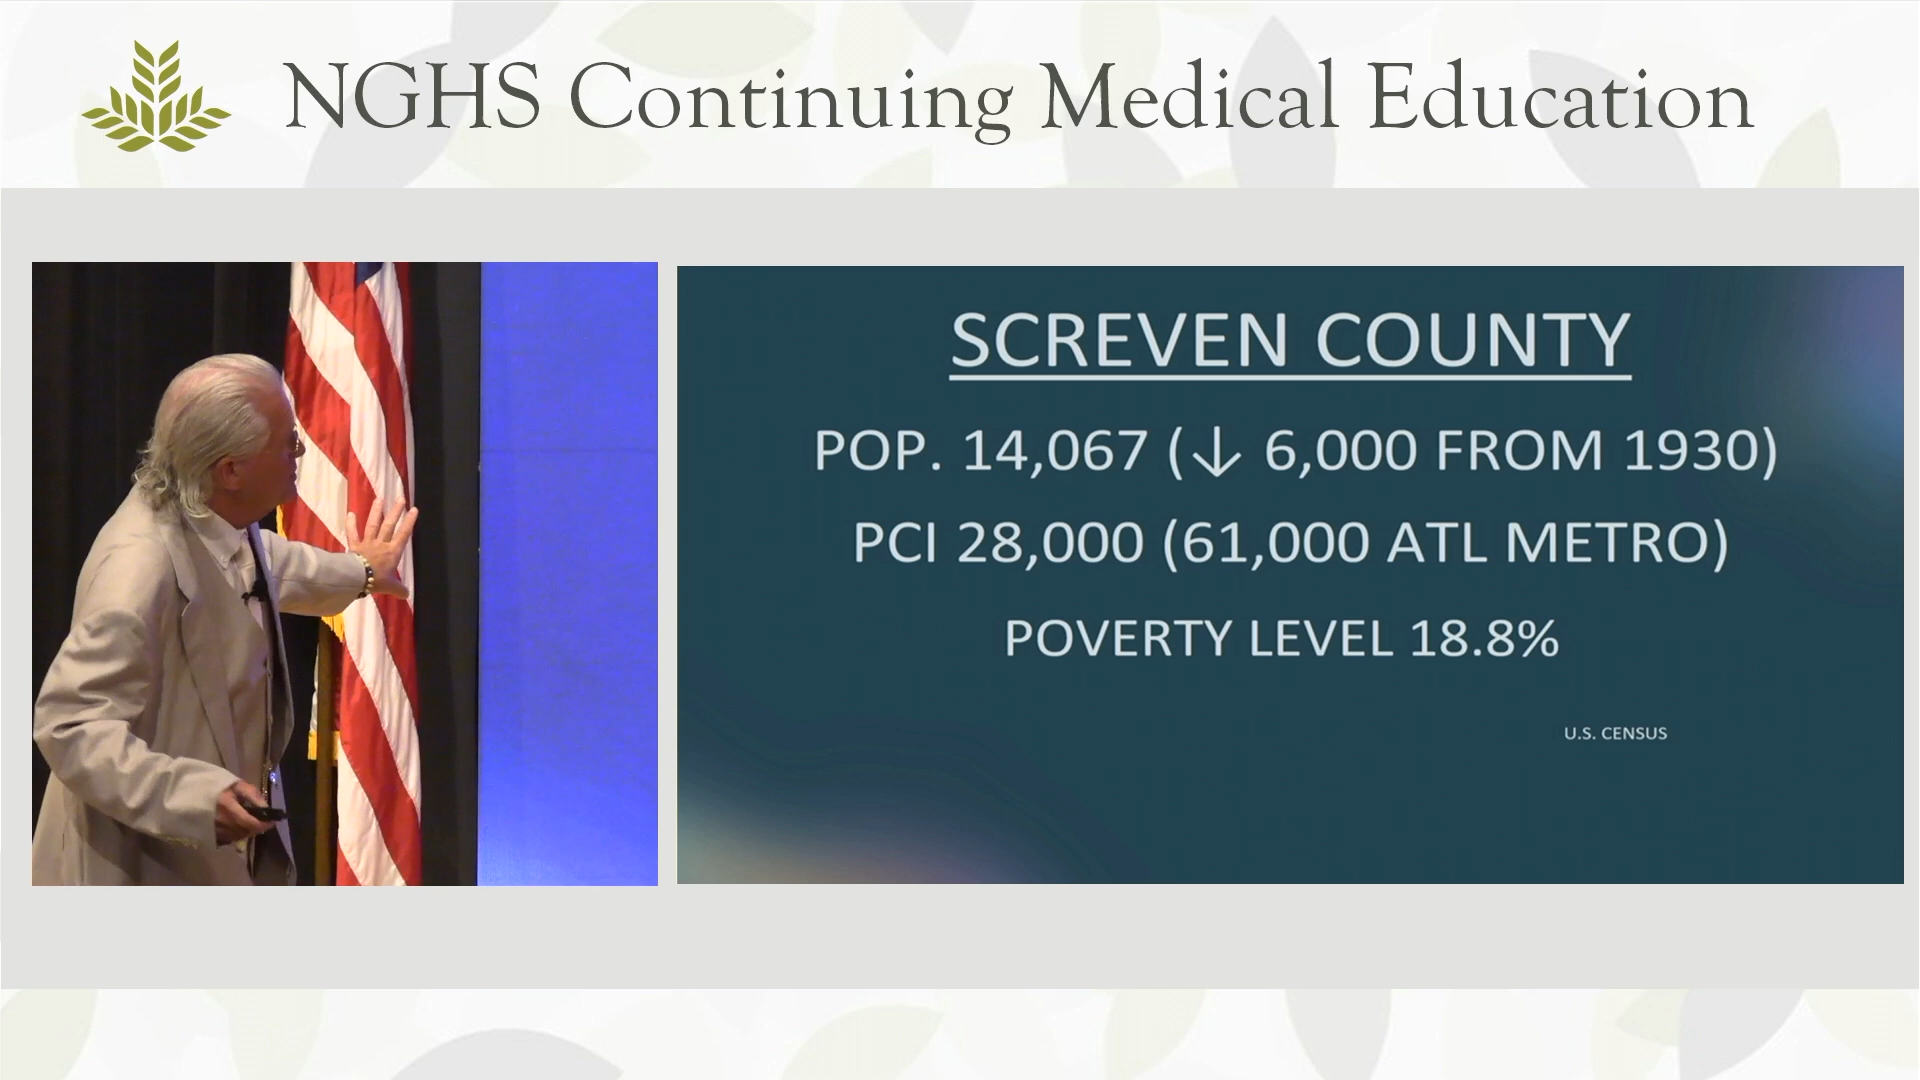 NGHS Continuing Medical Education
SCREVEN COUNTY
POP. 14,067 (↓ 6,000 FROM 1930)
PCI 28,000 (61,000 ATL METRO)
POVERTY LEVEL 18.8%
U.S. CENSUS